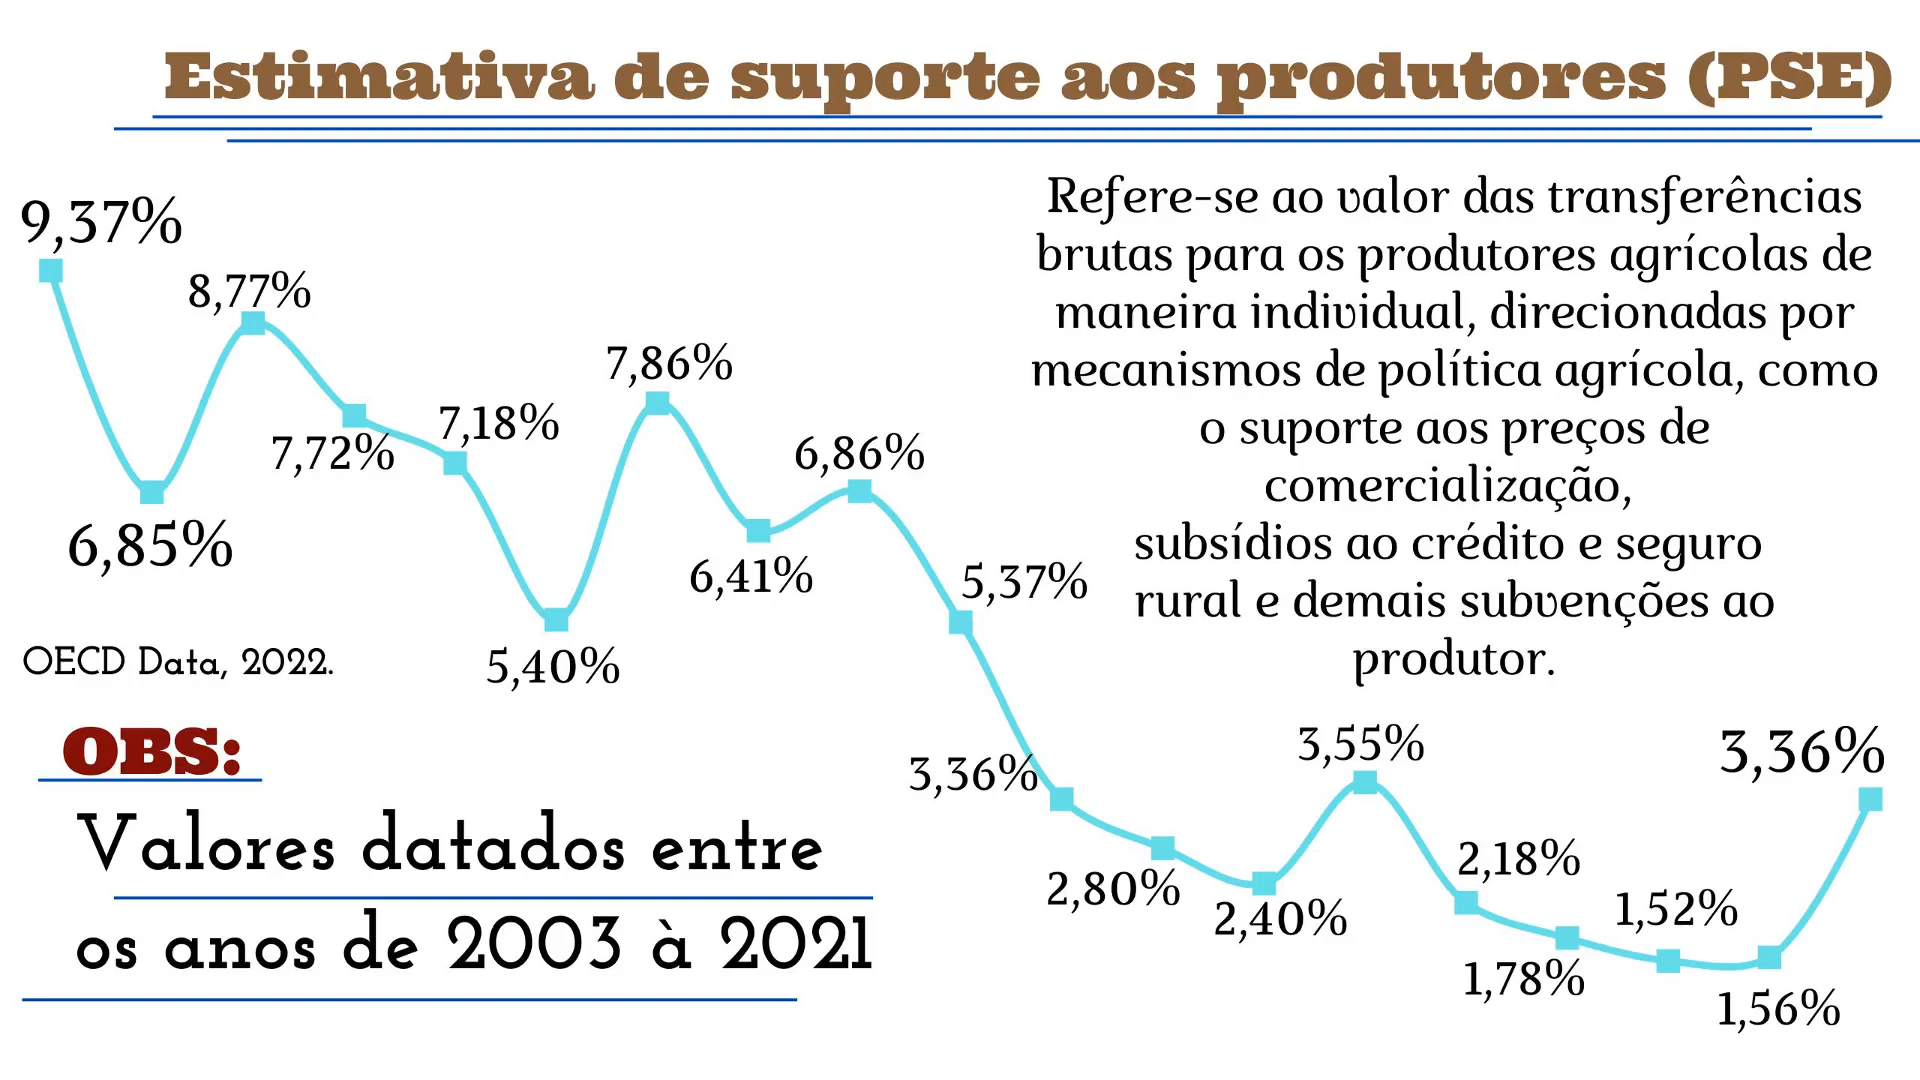 Estimativa de suporte aos produtores (PSE)
9,37%
6,85%
8,77%
7,72%
7,18%
5,40%
7,86%
6,41%
6,86%
5,37%
3,36%
2,80%
2,40%
3,55%
2,18%
1,78%
1,52%
1,56%
3,36%
Refere-se ao valor das transferências
brutas para os produtores agrícolas de
maneira individual, direcionadas por
mecanismos de política agrícola, como
o suporte aos preços de
comercialização,
subsídios ao crédito e seguro
rural e demais subvenções ao
produtor.
OECD Data, 2022.
OBS:
Valores datados entre
os anos de 2003 à 2021